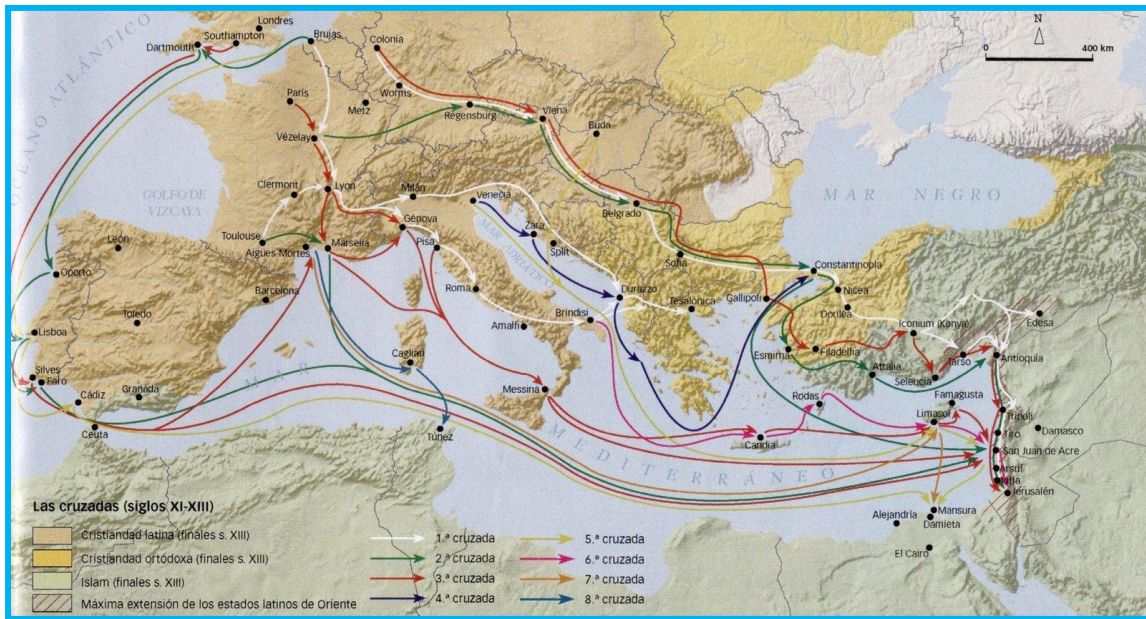 Londres
Southampton
Dartmouth
Brujas
Colonia
Worms
Metz
París
Vézelay
Regensburg
Viena
Buda
N
0 400 km
OCEANO ATLÁNTICO
GOLFO DE
VIZCAYA
Clermont
Lyon
Milán
Venecia
Toulouse
Aigues-Mortes
Marsella
Génova
Pisa
Zara
Split
MAR ADRIÁTICO
Belgrado
Sofía
MAR NEGRO
León
Oporto
Barcelona
Toledo
Roma
Amalfi
Brindisi
Durazzo
Tesalónica
Gallípoli
Constantinopla
Nicea
Dorilea
Iconium (Konya)
Edesa
Lisboa
Silves
Faro
Cádiz
Granada
Ceuta
Cagliari
Túnez
Messina
Esmirna
Filadelfia
Attalia
Seleucia
Tarso
Antioquía
Candía
Rodas
Limasol
Famagusta
Trípoli
Tiro
Damasco
San Juan de Acre
Arsuf
Jaffa
Jerusalén
MAR MEDITERRÁNEO
Alejandría
Mansura
Damieta
El Cairo
Las cruzadas (siglos XI-XIII)
Cristiandad latina (finales s. XIII)
Cristiandad ortodoxa (finales s. XIII)
Islam (finales s. XIII)
Máxima extensión de los estados latinos de Oriente
1.ª cruzada
2.ª cruzada
3.ª cruzada
4.ª cruzada
5.ª cruzada
6.ª cruzada
7.ª cruzada
8.ª cruzada